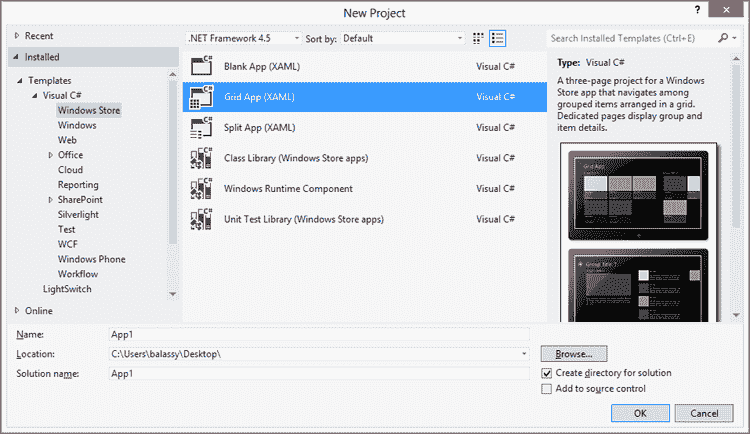 New Project
? ×
Recent
.NET Framework 4.5 Sort by: Default
Search Installed Templates (Ctrl+E)
Installed
Templates
Visual C#
Windows Store
Windows
Web
Office
Cloud
Reporting
SharePoint
Silverlight
Test
WCF
Windows Phone
Workflow
LightSwitch
Online
Blank App (XAML) Visual C#
Grid App (XAML) Visual C#
Split App (XAML) Visual C#
Class Library (Windows Store apps) Visual C#
Windows Runtime Component Visual C#
Unit Test Library (Windows Store apps) Visual C#
Type: Visual C#
A three-page project for a Windows
Store app that navigates among
grouped items arranged in a grid.
Dedicated pages display group and
item details.
Grid App
Group Title: 1
Name: App1
Location: C:\Users\balassy\Desktop\
Browse...
Solution name: App1
Create directory for solution
Add to source control
OK Cancel